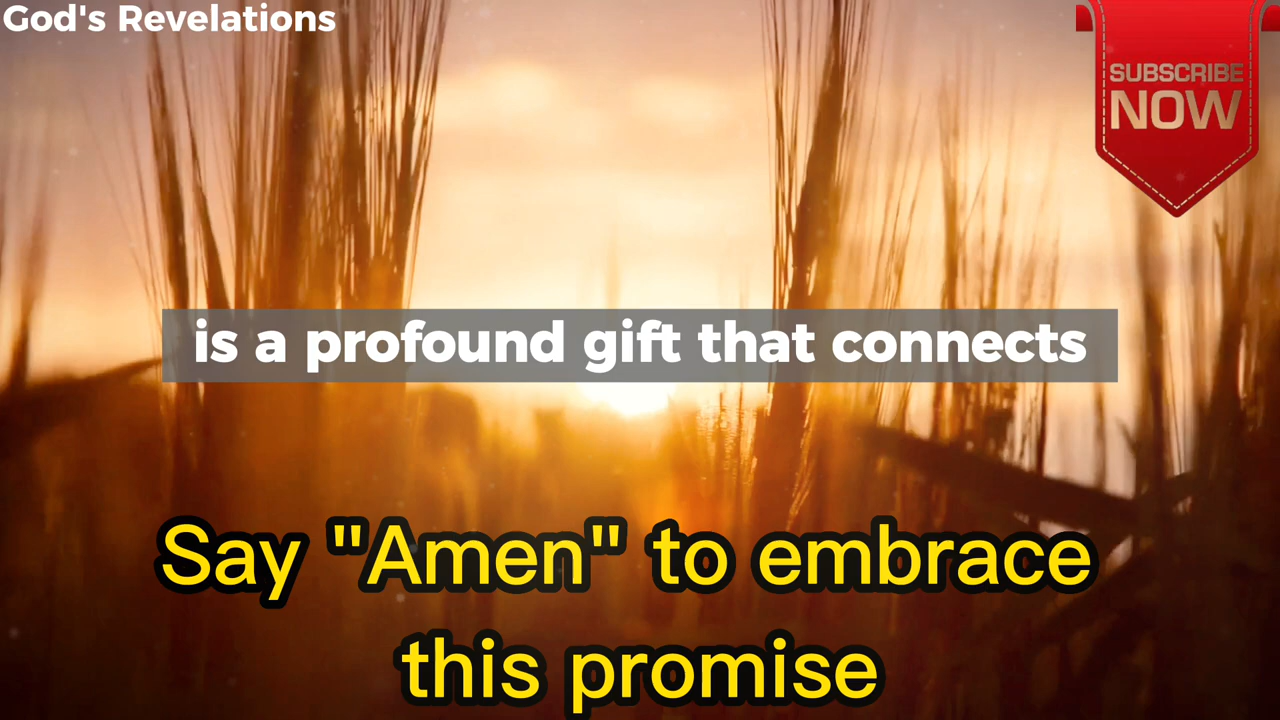 God's Revelations
SUBSCRIBE
NOW
is a profound gift that connects
Say "Amen" to embrace
this promise